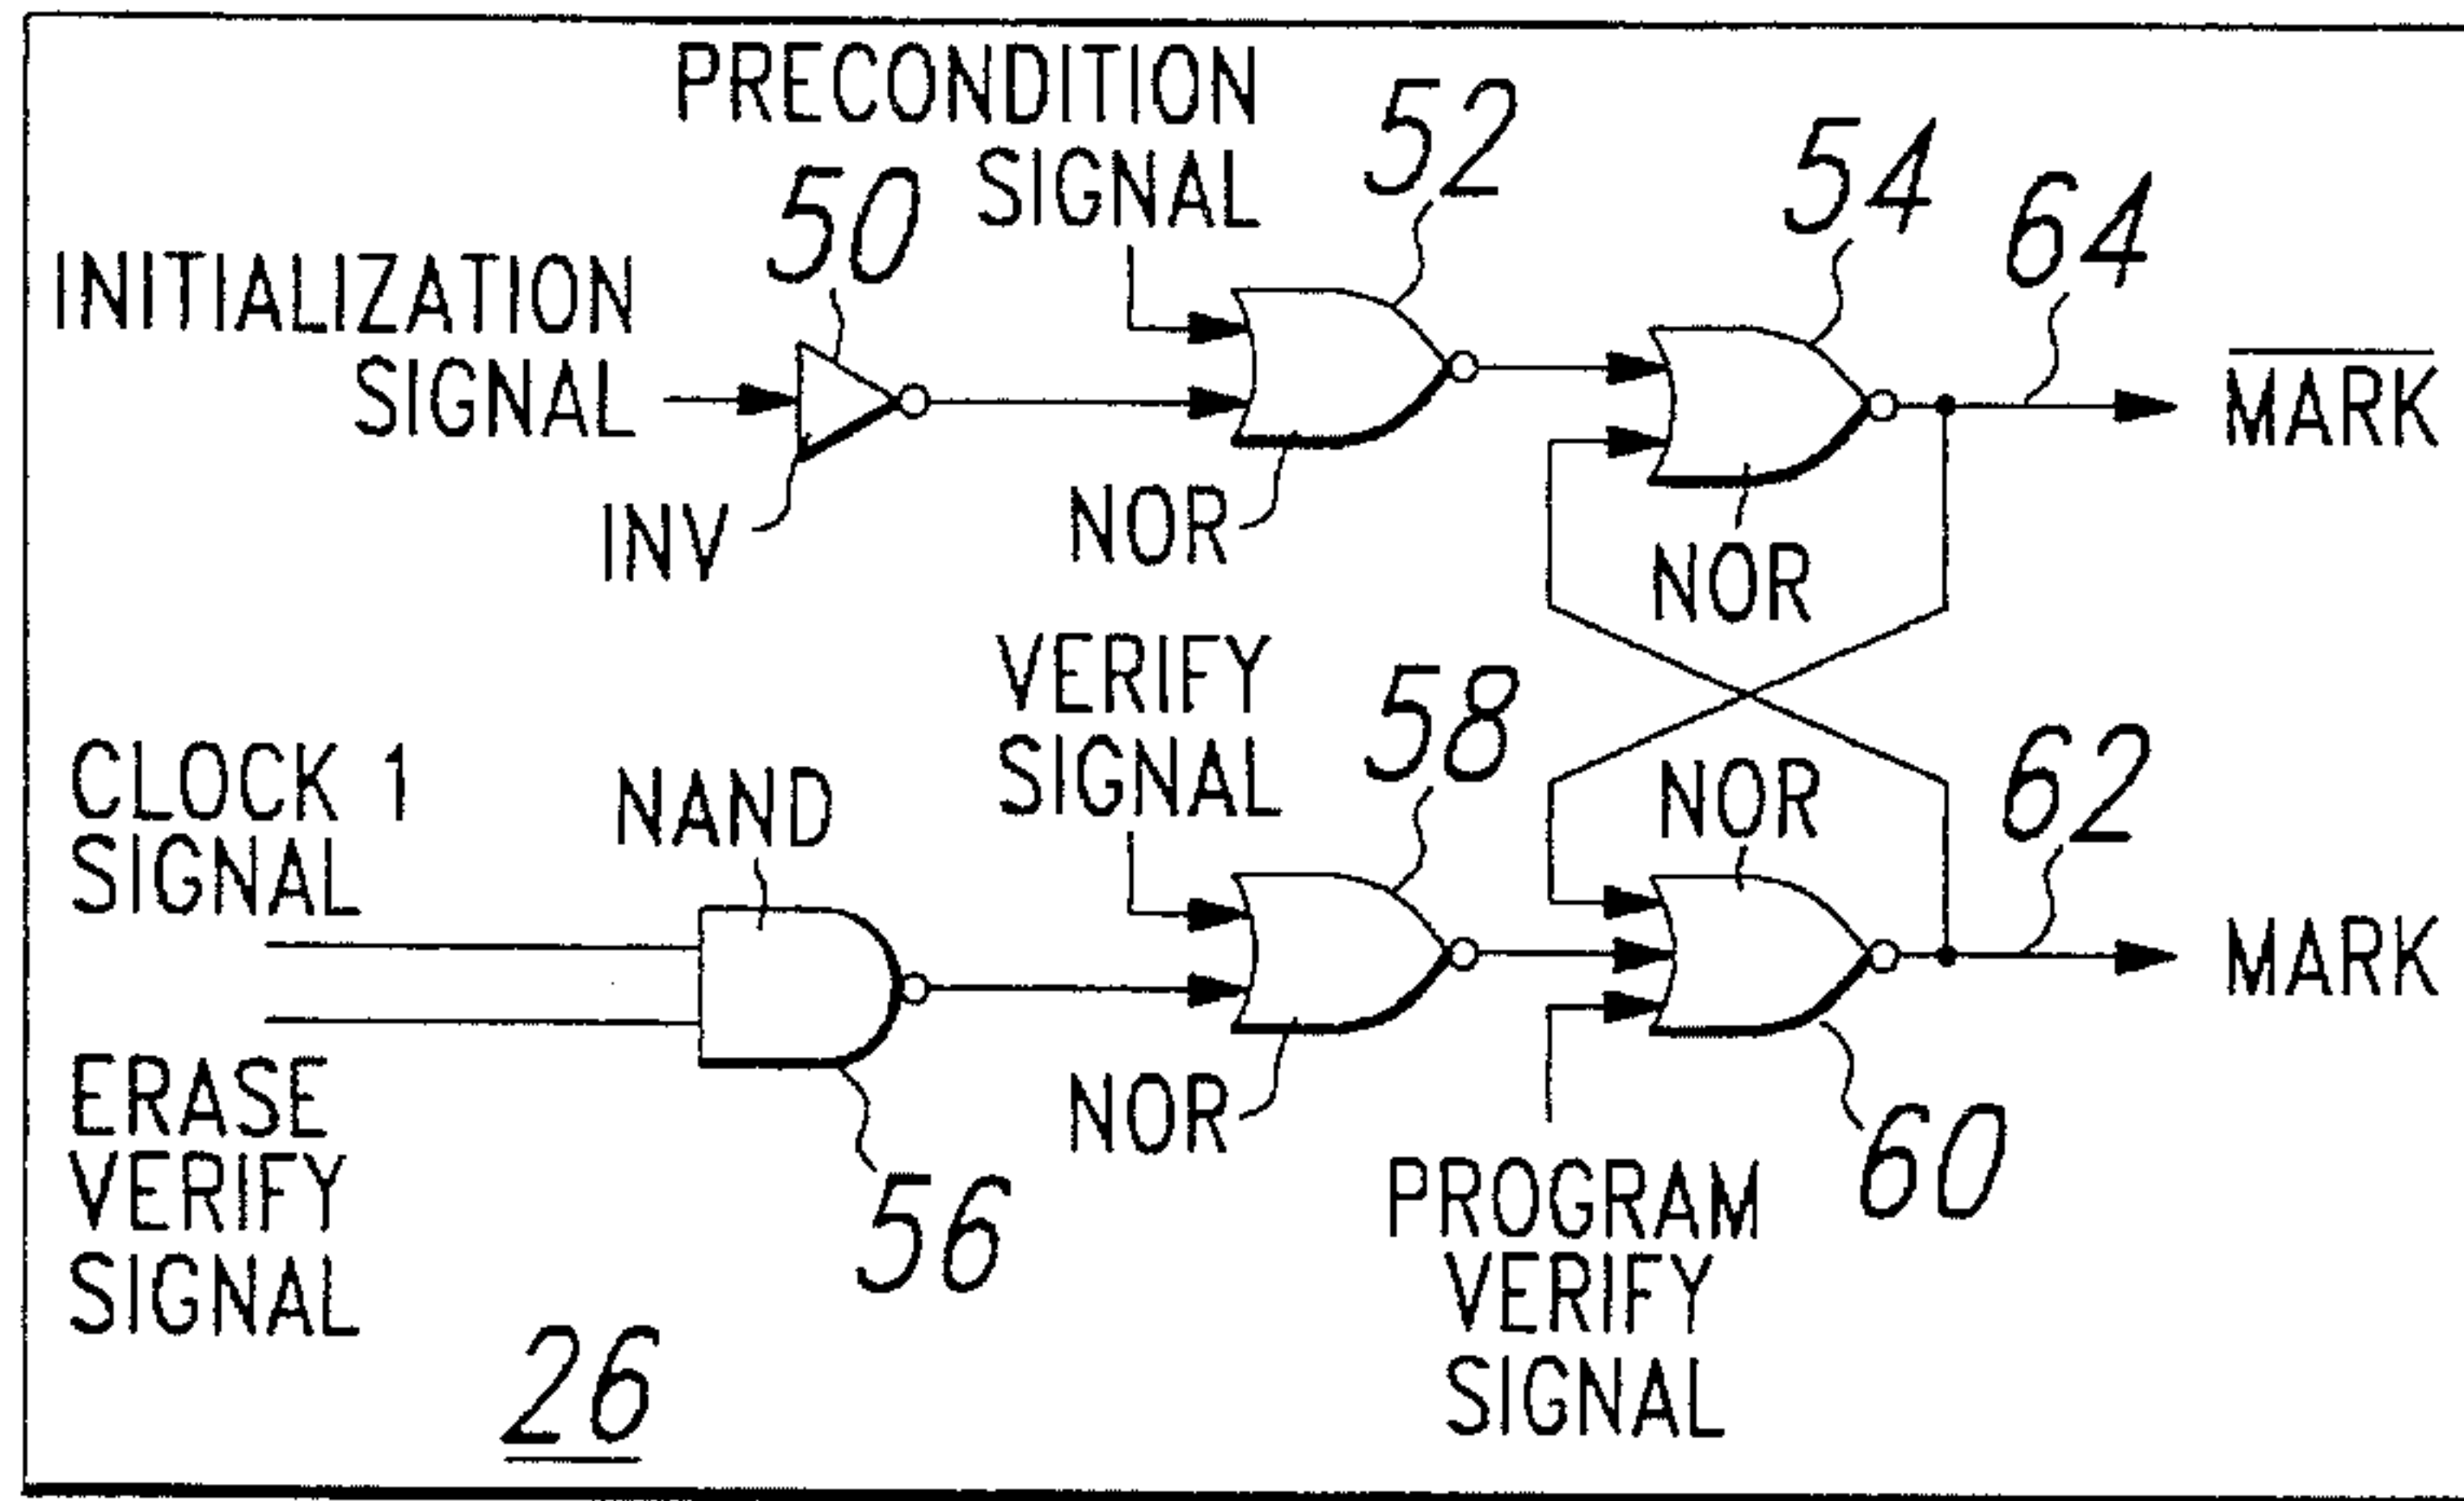 PRECONDITION
SIGNAL
52
54
64
50
INITIALIZATION
SIGNAL
MARK
INV
NOR
NOR
VERIFY
SIGNAL
58
NOR
62
CLOCK 1
SIGNAL
NAND
MARK
ERASE
VERIFY
SIGNAL
56
NOR
PROGRAM
VERIFY
SIGNAL
60
26